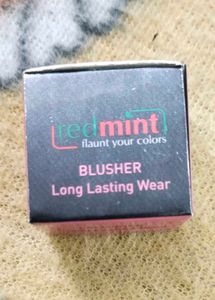 redmint
flaunt your colors
BLUSHER
Long Lasting Wear